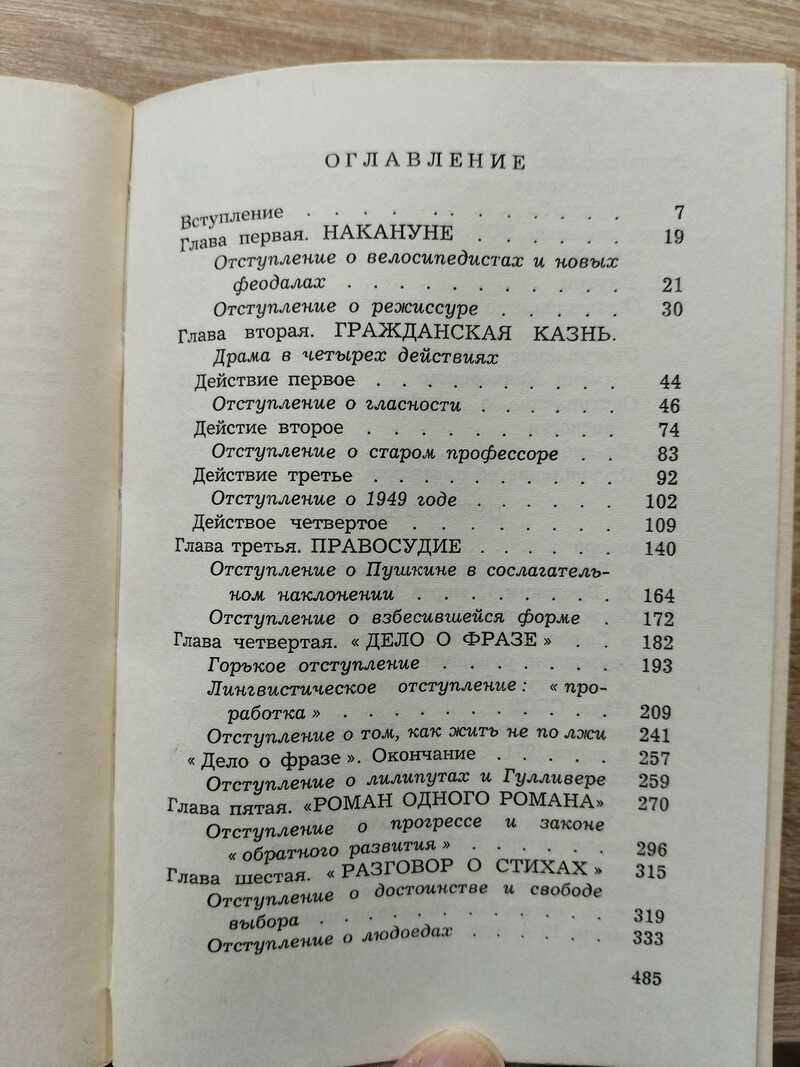 ОГЛАВЛЕНИЕ
Вступление . . . . . . . . . . . . . 7
Глава первая. НАКАНУНЕ . . . . . . 19
Отступление о велосипедистах и новых
феодалах . . . . . . . . . . . 21
Отступление о режиссуре . . . . . 30
Глава вторая. ГРАЖДАНСКАЯ КАЗНЬ.
Драма в четырех действиях
Действие первое . . . . . . . . . . 44
Отступление о гласности . . . . . . 46
Дейстие второе . . . . . . . . . . 74
Отступление о старом профессоре . . 83
Действие третье . . . . . . . . . . 92
Отступление о 1949 годе . . . . . . 102
Действое четвертое . . . . . . . . 109
Глава третья. ПРАВОСУДИЕ . . . . . . 140
Отступление о Пушкине в сослагатель-
ном наклонении . . . . . . . . 164
Отступление о взбесившейся форме . 172
Глава четвертая. « ДЕЛО О ФРАЗЕ » . . 182
Горькое отступление . . . . . . . 193
Лингвистическое отступление : « про-
работка » . . . . . . . . . . . 209
Отступление о том, как жить не по лжи 241
« Дело о фразе ». Окончание . . . . . 257
Отступление о лилипутах и Гулливере 259
Глава пятая. «РОМАН ОДНОГО РОМАНА» 270
Отступление о прогрессе и законе
« обратного развития » . . . . . . 296
Глава шестая. « РАЗГОВОР О СТИХАХ » 315
Отступление о достоинстве и свободе
выбора . . . . . . . . . . . . 319
Отступление о людоедах . . . . . . 333
485